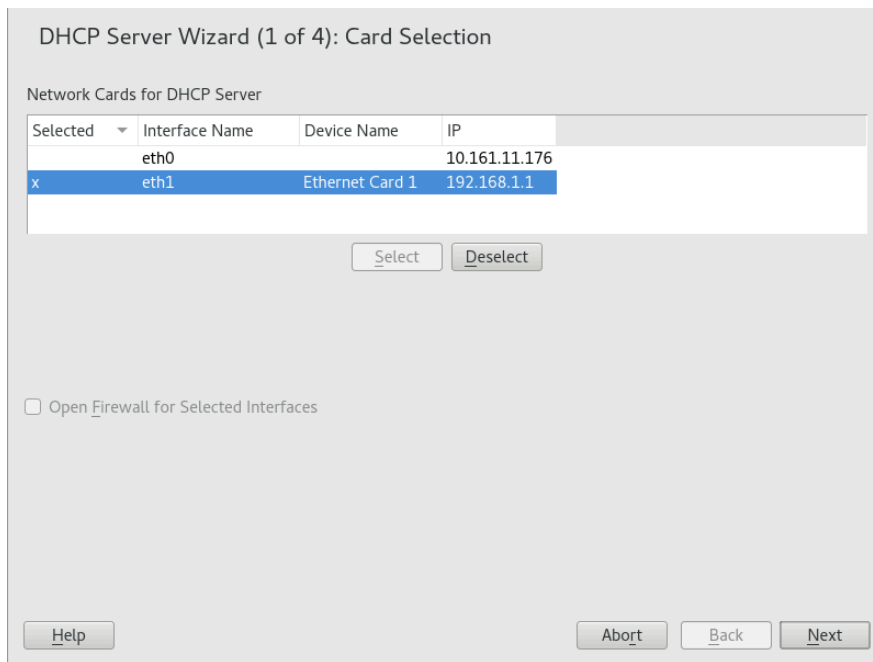 DHCP Server Wizard (1 of 4): Card Selection
Network Cards for DHCP Server
Selected Interface Name Device Name IP
eth0 10.161.11.176
x eth1 Ethernet Card 1 192.168.1.1
Select Deselect
Open Firewall for Selected Interfaces
Help Abort Back Next